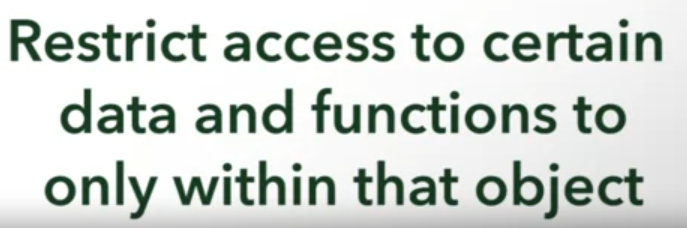 Restrict access to certain
data and functions to
only within that object